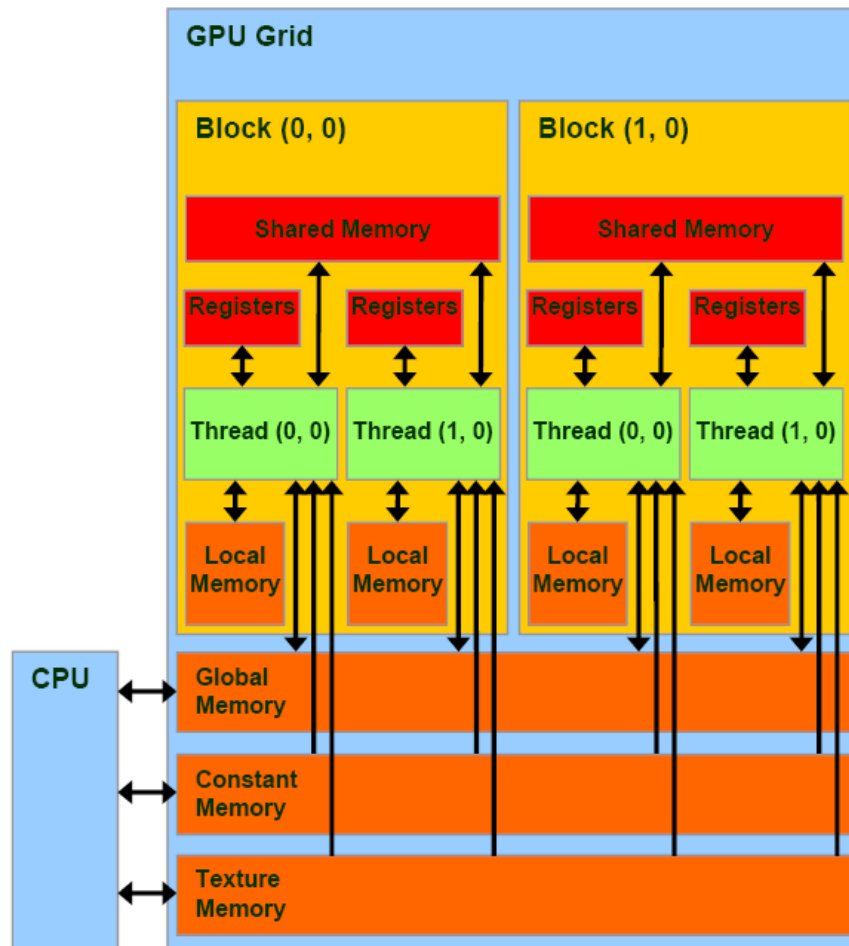 GPU Grid
Block (0, 0)
Shared Memory
Registers
Registers
Thread (0, 0)
Thread (1, 0)
Local
Memory
Local
Memory
Block (1, 0)
Shared Memory
Registers
Registers
Thread (0, 0)
Thread (1, 0)
Local
Memory
Local
Memory
CPU
Global
Memory
Constant
Memory
Texture
Memory